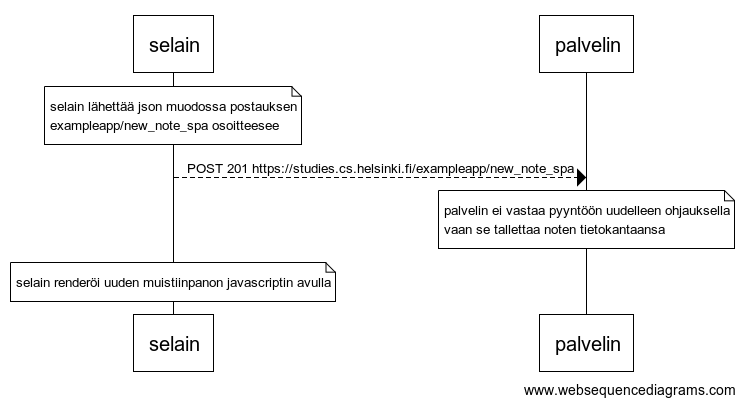 selain
palvelin
selain lähettää json muodossa postauksen
exampleapp/new_note_spa osoitteesee
POST 201 https://studies.cs.helsinki.fi/exampleapp/new_note_spa
palvelin ei vastaa pyyntöön uudelleen ohjauksella
vaan se tallettaa noten tietokantaansa
selain renderöi uuden muistiinpanon javascriptin avulla
selain
palvelin
www.websequencediagrams.com